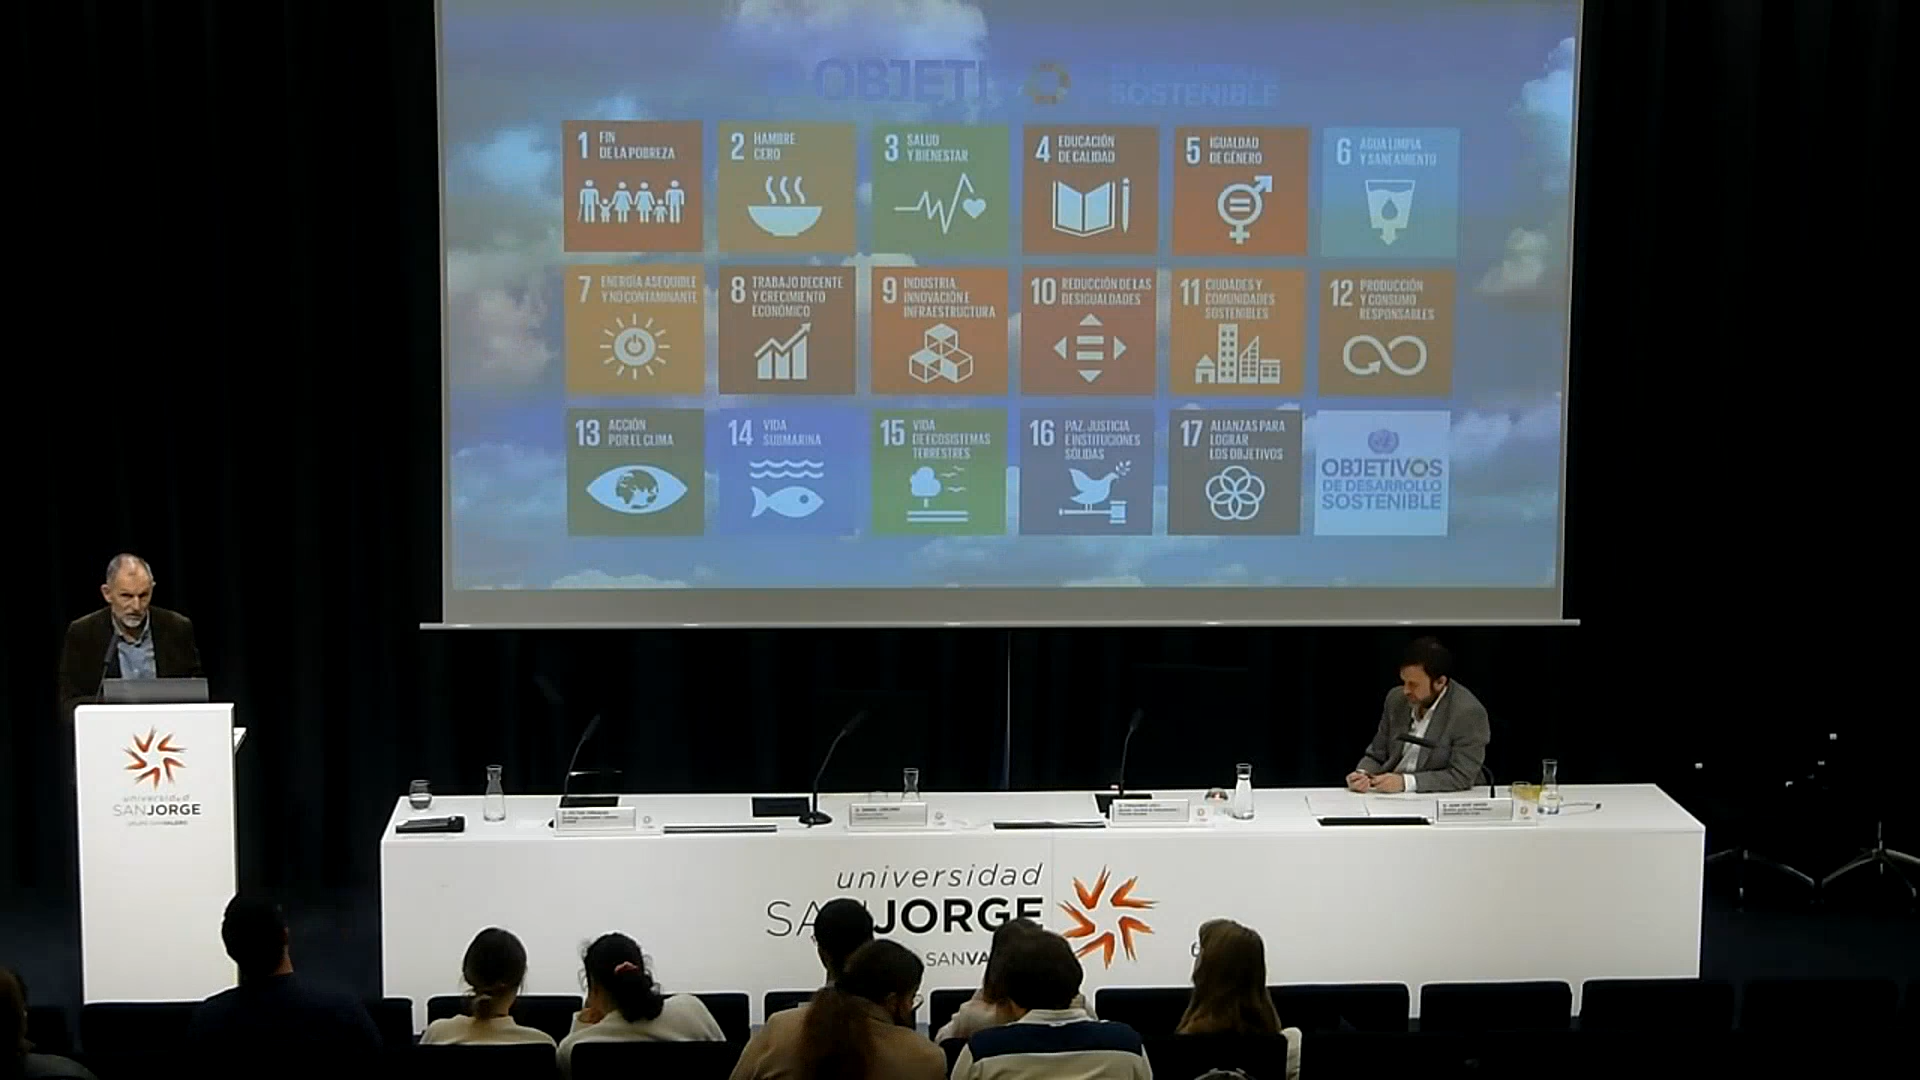 OBJETI
SOSTENIBLE
1 FIN
DE LA POBREZA
2 HAMBRE
CERO
3 SALUD
Y BIENESTAR
4 EDUCACIÓN
DE CALIDAD
5 IGUALDAD
DE GÉNERO
6 AGUA LIMPIA
Y SANEAMIENTO
7 ENERGÍA ASEQUIBLE
Y NO CONTAMINANTE
8 TRABAJO DECENTE
Y CRECIMIENTO
ECONÓMICO
9 INDUSTRIA,
INNOVACIÓN E
INFRAESTRUCTURA
10 REDUCCIÓN DE LAS
DESIGUALDADES
11 CIUDADES Y
COMUNIDADES
SOSTENIBLES
12 PRODUCCIÓN
Y CONSUMO
RESPONSABLES
13 ACCIÓN
POR EL CLIMA
14 VIDA
SUBMARINA
15 VIDA
DE ECOSISTEMAS
TERRESTRES
16 PAZ, JUSTICIA
E INSTITUCIONES
SÓLIDAS
17 ALIANZAS PARA
LOGRAR
LOS OBJETIVOS
OBJETIVOS
DE DESARROLLO
SOSTENIBLE
universidad
SANJORGE
GRUPO SANVALERO
universidad
SANJORGE
SANVA